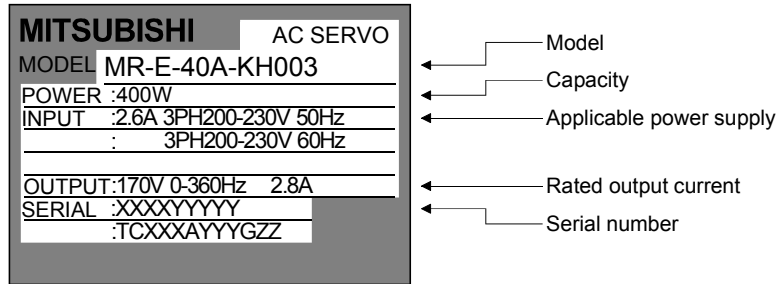 MITSUBISHI AC SERVO
MODEL MR-E-40A-KH003
POWER :400W
INPUT :2.6A 3PH200-230V 50Hz
: 3PH200-230V 60Hz
OUTPUT:170V 0-360Hz 2.8A
SERIAL :XXXXYYYYY
:TCXXXAYYYGZZ
Model
Capacity
Applicable power supply
Rated output current
Serial number